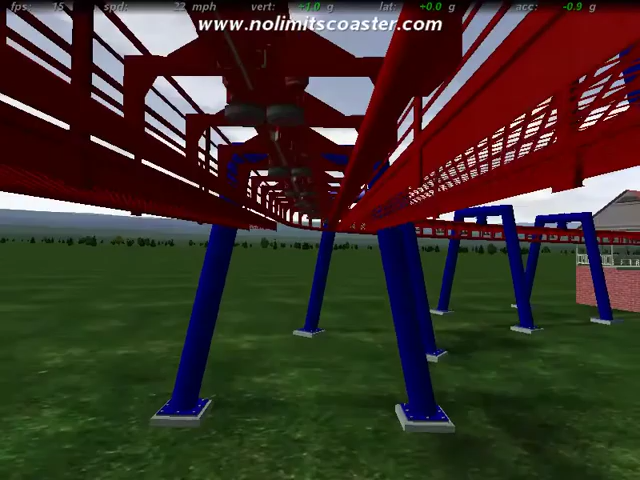 fps: 15 spd: 22 mph vert: +1.0 g lat: +0.0 g acc: -0.9 g
www.nolimitscoaster.com